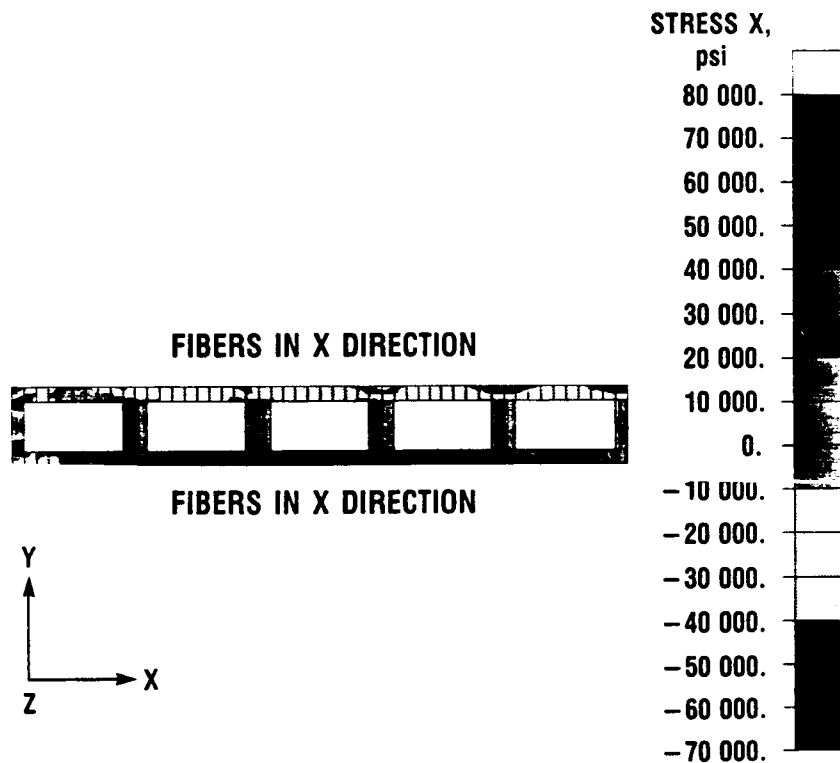 STRESS X,
psi
80 000.
70 000.
60 000.
50 000.
40 000.
30 000.
20 000.
10 000.
0.
−10 000.
−20 000.
−30 000.
−40 000.
−50 000.
−60 000.
−70 000.
FIBERS IN X DIRECTION
FIBERS IN X DIRECTION
Y
X
Z